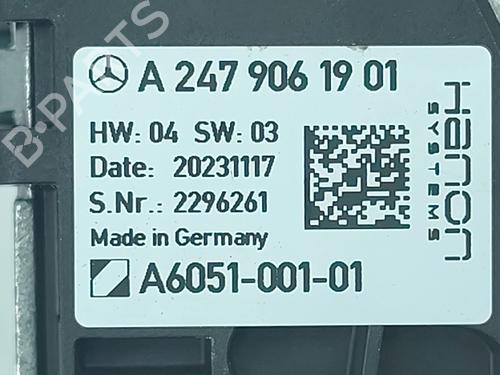 A 247 906 19 01
HW: 04 SW: 03
Date: 20231117
S.Nr.: 2296261
Made in Germany
A6051-001-01
Hanon
SYSTEMS
B-PARTS